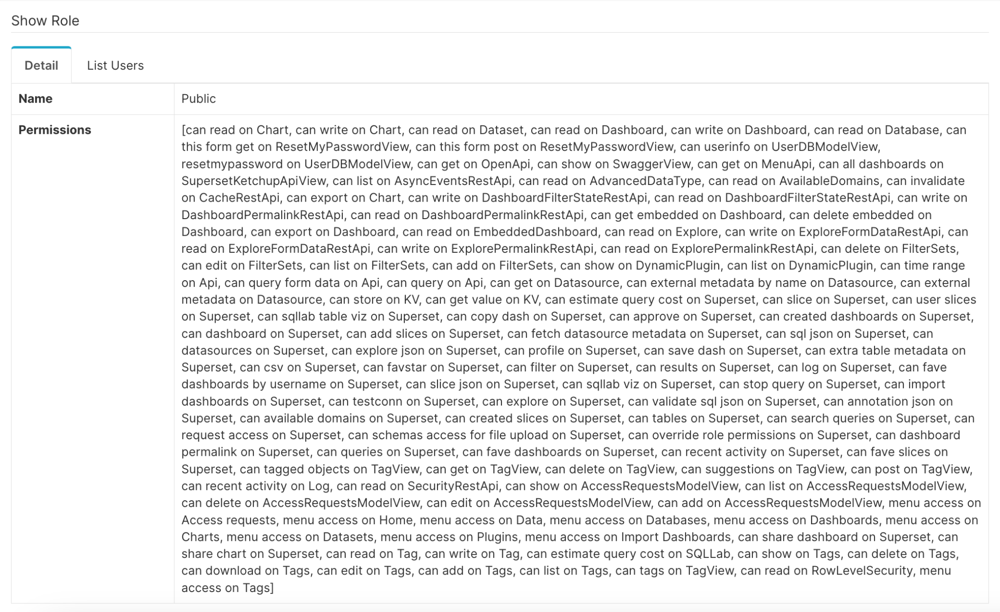 Show Role
Detail
List Users
Name
Public
Permissions
[can read on Chart, can write on Chart, can read on Dataset, can read on Dashboard, can write on Dashboard, can read on Database, can
this form get on ResetMyPasswordView, can this form post on ResetMyPasswordView, can userinfo on UserDBModelView,
resetmypassword on UserDBModelView, can get on OpenApi, can show on SwaggerView, can get on MenuApi, can all dashboards on
SupersetKetchupApiView, can list on AsyncEventsRestApi, can read on AdvancedDataType, can read on AvailableDomains, can invalidate
on CacheRestApi, can export on Chart, can write on DashboardFilterStateRestApi, can read on DashboardFilterStateRestApi, can write on
DashboardPermalinkRestApi, can read on DashboardPermalinkRestApi, can get embedded on Dashboard, can delete embedded on
Dashboard, can export on Dashboard, can read on EmbeddedDashboard, can read on Explore, can write on ExploreFormDataRestApi, can
read on ExploreFormDataRestApi, can write on ExplorePermalinkRestApi, can read on ExplorePermalinkRestApi, can delete on FilterSets,
can edit on FilterSets, can list on FilterSets, can add on FilterSets, can show on DynamicPlugin, can list on DynamicPlugin, can time range
on Api, can query form data on Api, can query on Api, can get on Datasource, can external metadata by name on Datasource, can external
metadata on Datasource, can store on KV, can get value on KV, can estimate query cost on Superset, can slice on Superset, can user slices
on Superset, can sqllab table viz on Superset, can copy dash on Superset, can approve on Superset, can created dashboards on Superset,
can dashboard on Superset, can add slices on Superset, can fetch datasource metadata on Superset, can sql json on Superset, can
datasources on Superset, can explore json on Superset, can profile on Superset, can save dash on Superset, can extra table metadata on
Superset, can csv on Superset, can favstar on Superset, can filter on Superset, can results on Superset, can log on Superset, can fave
dashboards by username on Superset, can slice json on Superset, can sqllab viz on Superset, can stop query on Superset, can import
dashboards on Superset, can testconn on Superset, can explore on Superset, can validate sql json on Superset, can annotation json on
Superset, can available domains on Superset, can created slices on Superset, can tables on Superset, can search queries on Superset, can
request access on Superset, can schemas access for file upload on Superset, can override role permissions on Superset, can dashboard
permalink on Superset, can queries on Superset, can fave dashboards on Superset, can recent activity on Superset, can fave slices on
Superset, can tagged objects on TagView, can get on TagView, can delete on TagView, can suggestions on TagView, can post on TagView,
can recent activity on Log, can read on SecurityRestApi, can show on AccessRequestsModelView, can list on AccessRequestsModelView,
can delete on AccessRequestsModelView, can edit on AccessRequestsModelView, can add on AccessRequestsModelView, menu access on
Access requests, menu access on Home, menu access on Data, menu access on Databases, menu access on Dashboards, menu access on
Charts, menu access on Datasets, menu access on Plugins, menu access on Import Dashboards, can share dashboard on Superset, can
share chart on Superset, can read on Tag, can write on Tag, can estimate query cost on SQLLab, can show on Tags, can delete on Tags,
can download on Tags, can edit on Tags, can add on Tags, can list on Tags, can tags on TagView, can read on RowLevelSecurity, menu
access on Tags]